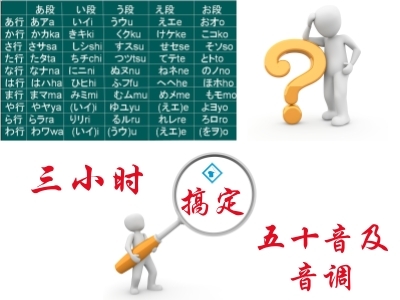 あ段 い段 う段 え段 お段
あ行 あアa いイi うウu えエe おオo
か行 かカka きキki くクku けケke こコko
さ行 さサsa しシshi すスsu せセse そソso
た行 たタta ちチchi つツtsu てテte とトto
な行 なナna にニni ぬヌnu ねネne のノno
は行 はハha ひヒhi ふフfu へヘhe ほホho
ま行 まマma みミmi むムmu めメme もモmo
や行 やヤya (いイ)i ゆユyu (えエ)e よヨyo
ら行 らラra りリri るルru れレre ろロro
わ行 わワwa (いイ)i (うウ)u (えエ)e (をヲ)o
三小时
搞定
五十音及
音调